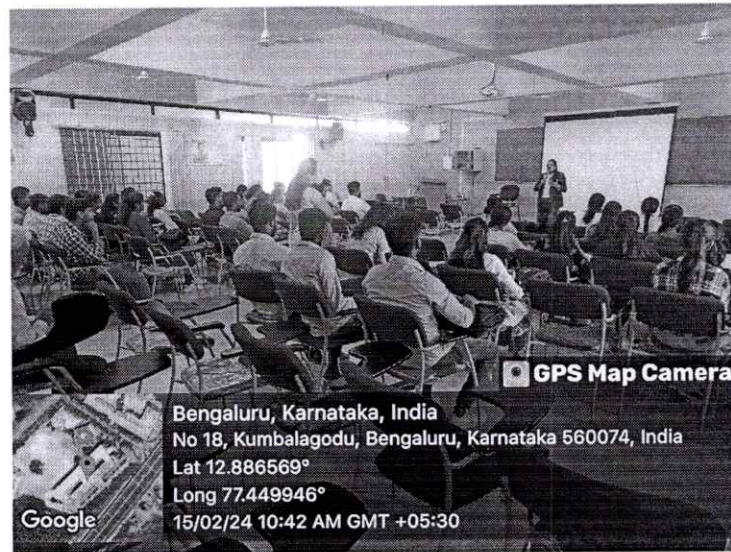 GPS Map Camera
Bengaluru, Karnataka, India
No 18, Kumbalagodu, Bengaluru, Karnataka 560074, India
Lat 12.886569°
Long 77.449946°
15/02/24 10:42 AM GMT +05:30
Google